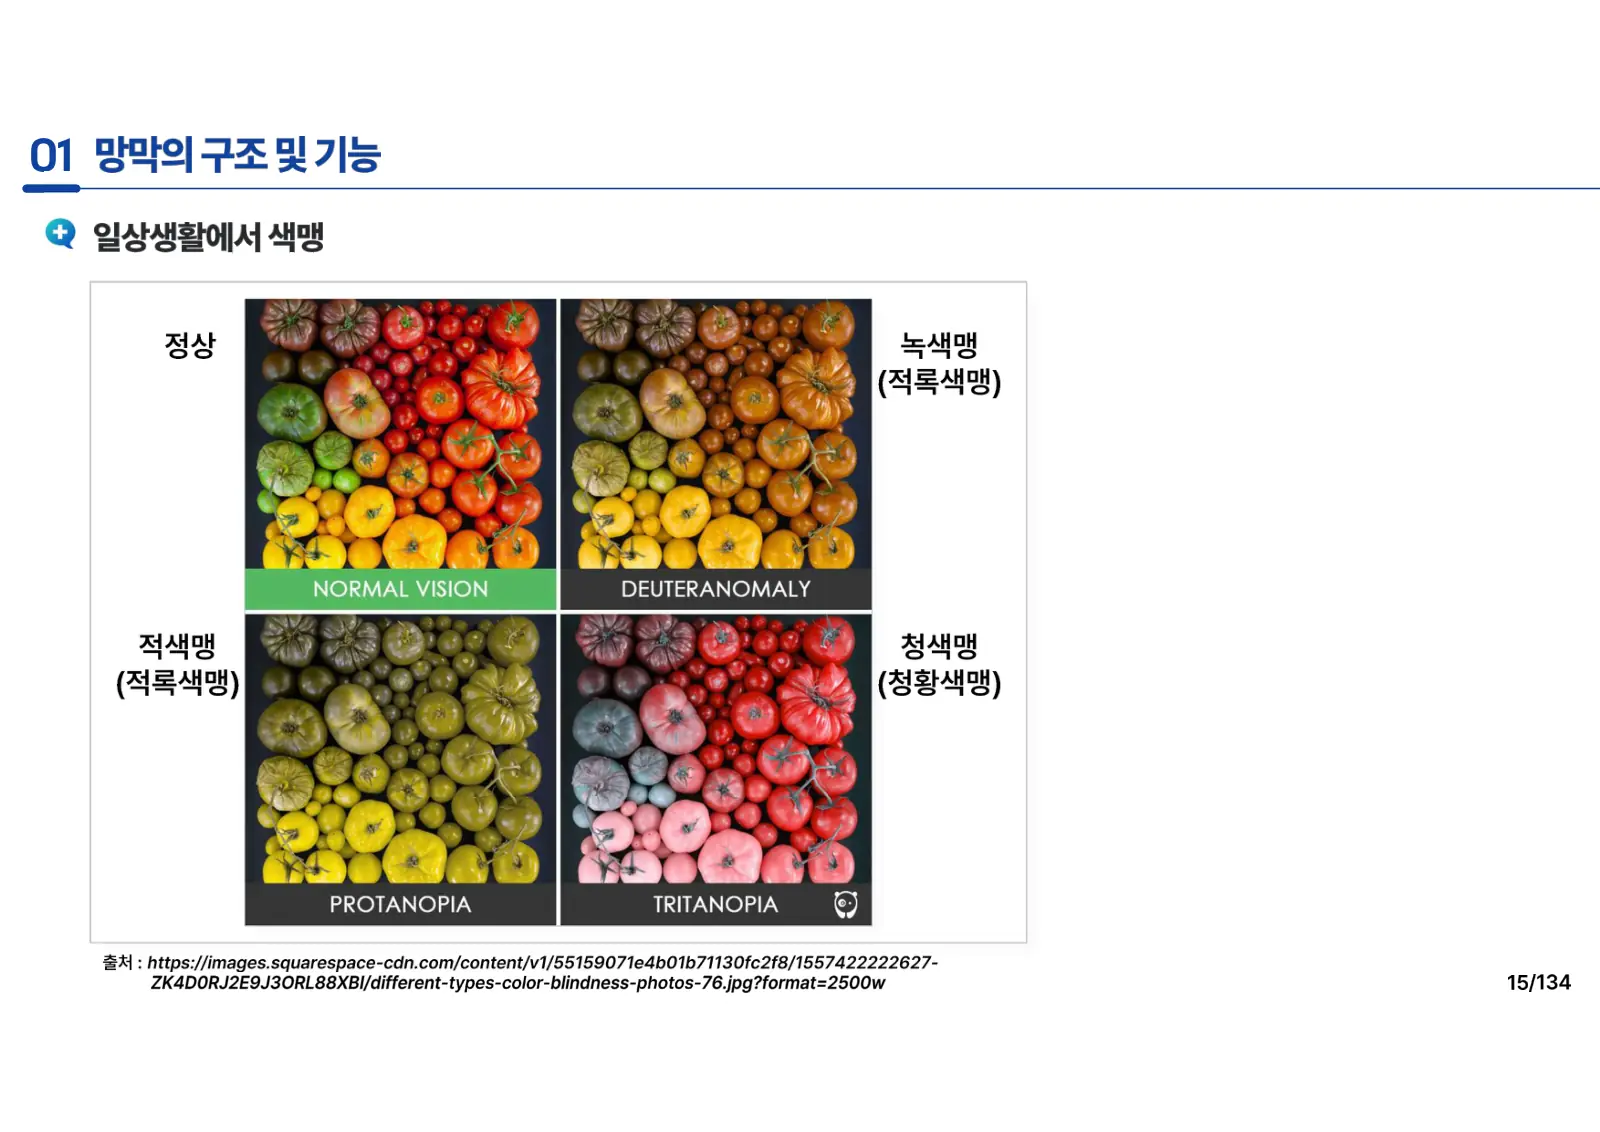 01 망막의 구조 및 기능
일상생활에서 색맹
정상
녹색맹
(적록색맹)
NORMAL VISION
DEUTERANOMALY
적색맹
(적록색맹)
청색맹
(청황색맹)
PROTANOPIA
TRITANOPIA
출처 : https://images.squarespace-cdn.com/content/v1/55159071e4b01b71130fc2f8/1557422222627-
ZK4D0RJ2E9J3ORL88XBI/different-types-color-blindness-photos-76.jpg?format=2500w
15/134